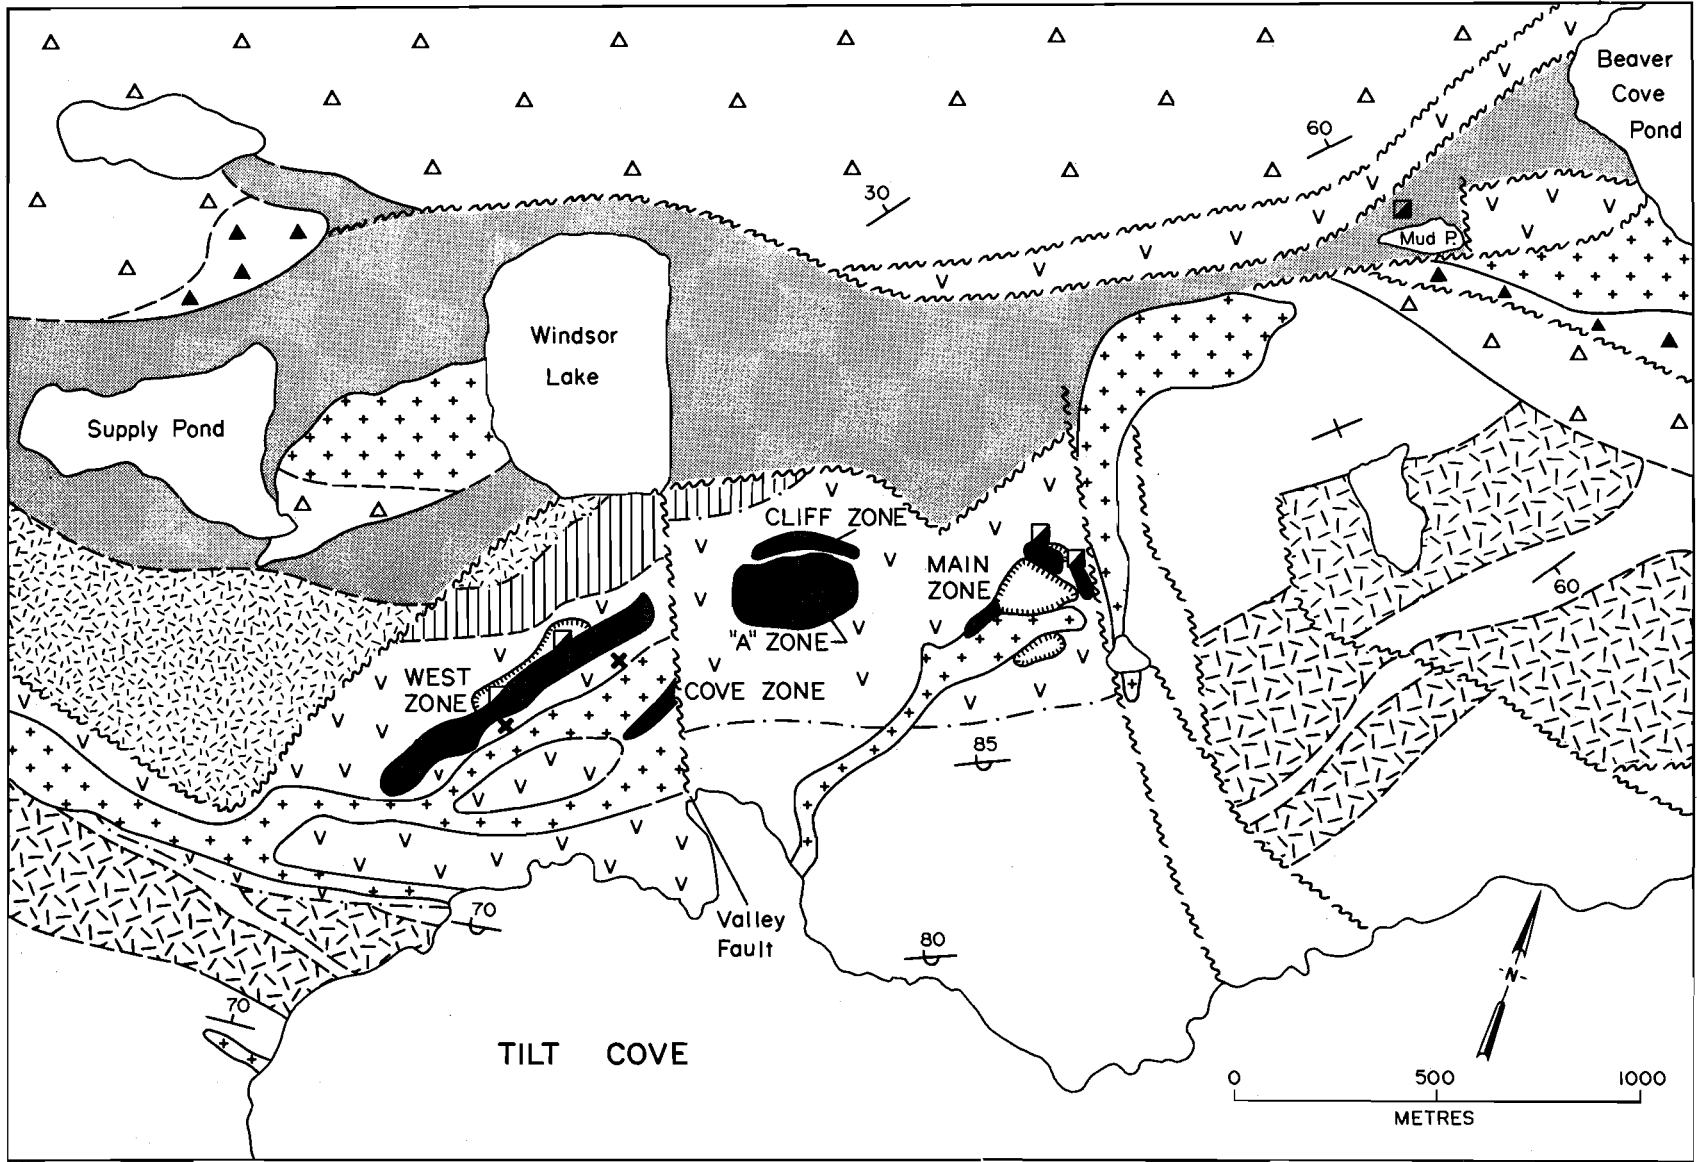 Beaver
Cove
Pond
60
30
Mud P.
Windsor
Lake
Supply Pond
CLIFF ZONE
MAIN
ZONE
60
"A" ZONE
WEST
ZONE
COVE ZONE
85
70
Valley
Fault
80
N
70
TILT COVE
0 500 1000
METRES